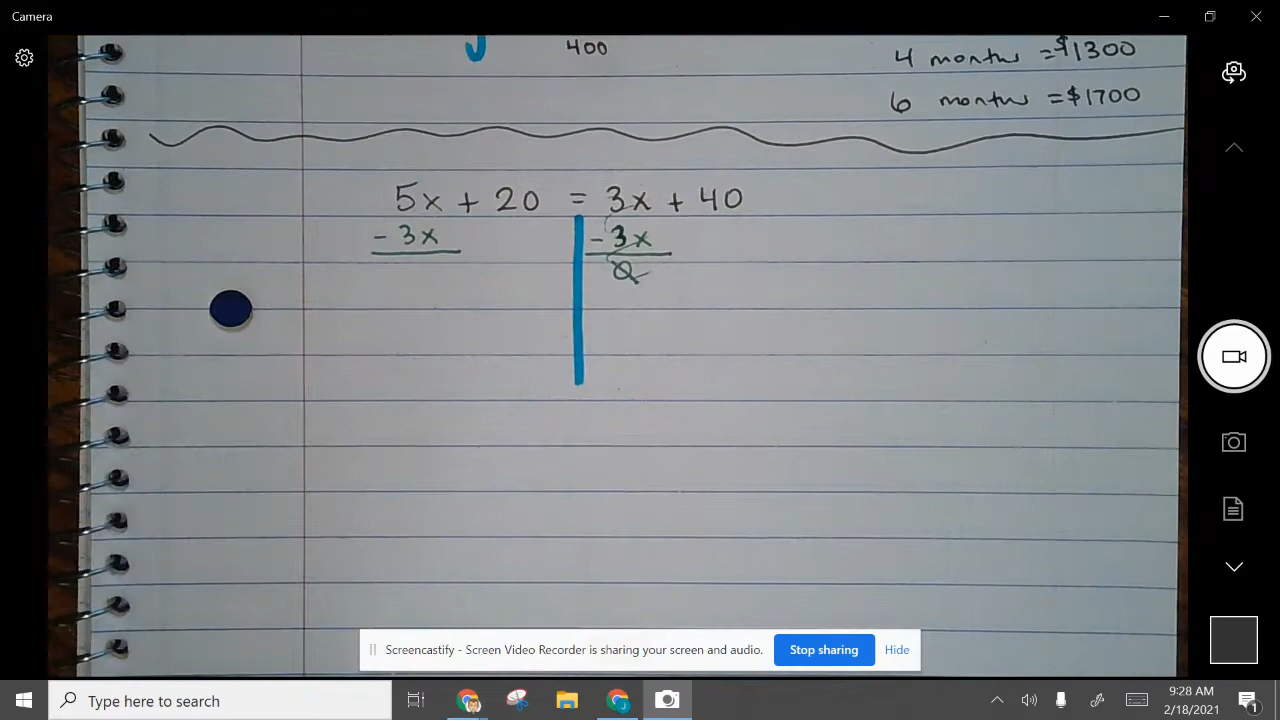 Camera
400
4 months = $1300
6 months = $1700
5x + 20 = 3x + 40
- 3x - 3x
0
Screencastify - Screen Video Recorder is sharing your screen and audio. Stop sharing Hide
Type here to search
9:28 AM
2/18/2021
1